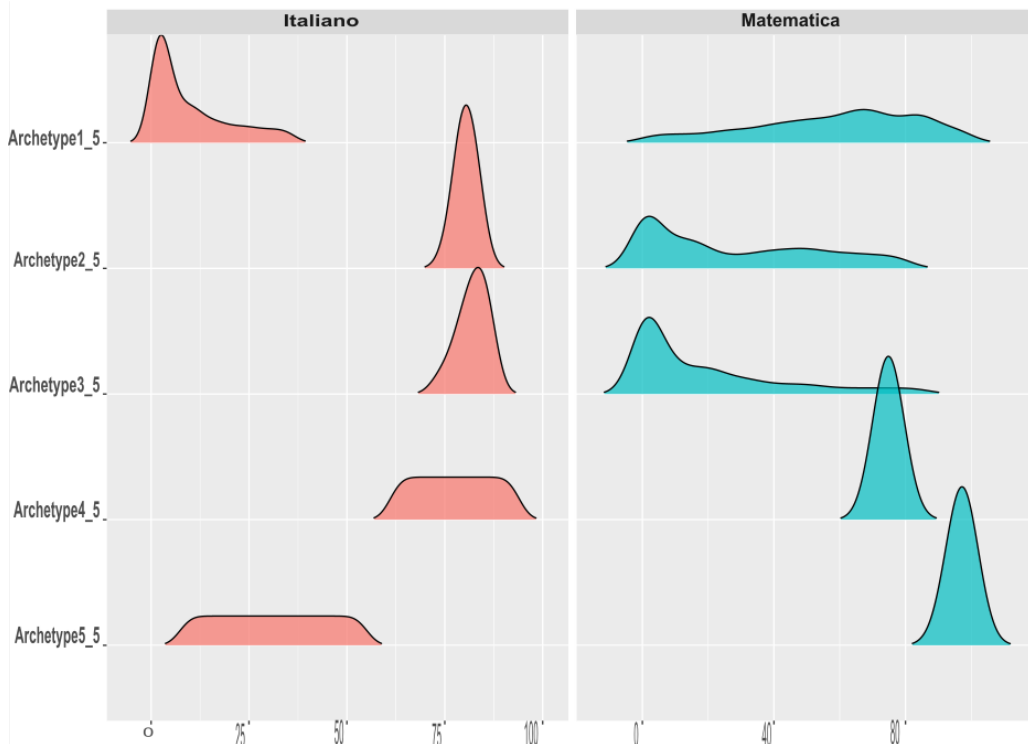 Italiano Matematica
Archetype1_5
Archetype2_5
Archetype3_5
Archetype4_5
Archetype5_5
0 25 50 75 100 0 40 80